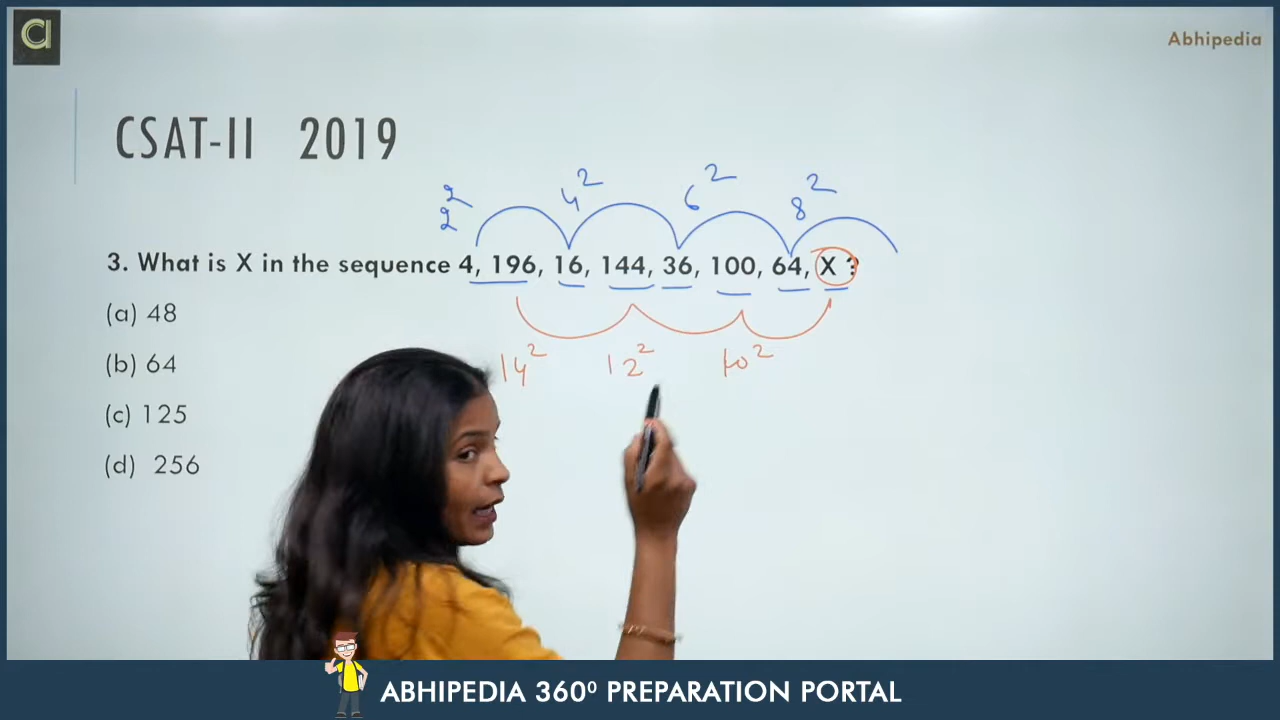 Abhipedia
CSAT-II 2019
2² 4² 6² 8²
3. What is X in the sequence 4, 196, 16, 144, 36, 100, 64, X ?
(a) 48
(b) 64
14² 12² 10²
(c) 125
(d) 256
ABHIPEDIA 360⁰ PREPARATION PORTAL